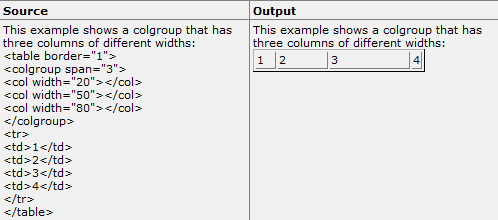 Source
This example shows a colgroup that has
three columns of different widths:
<table border="1">
<colgroup span="3">
<col width="20"></col>
<col width="50"></col>
<col width="80"></col>
</colgroup>
<tr>
<td>1</td>
<td>2</td>
<td>3</td>
<td>4</td>
</tr>
</table>
Output
This example shows a colgroup that has
three columns of different widths:
1 2 3 4